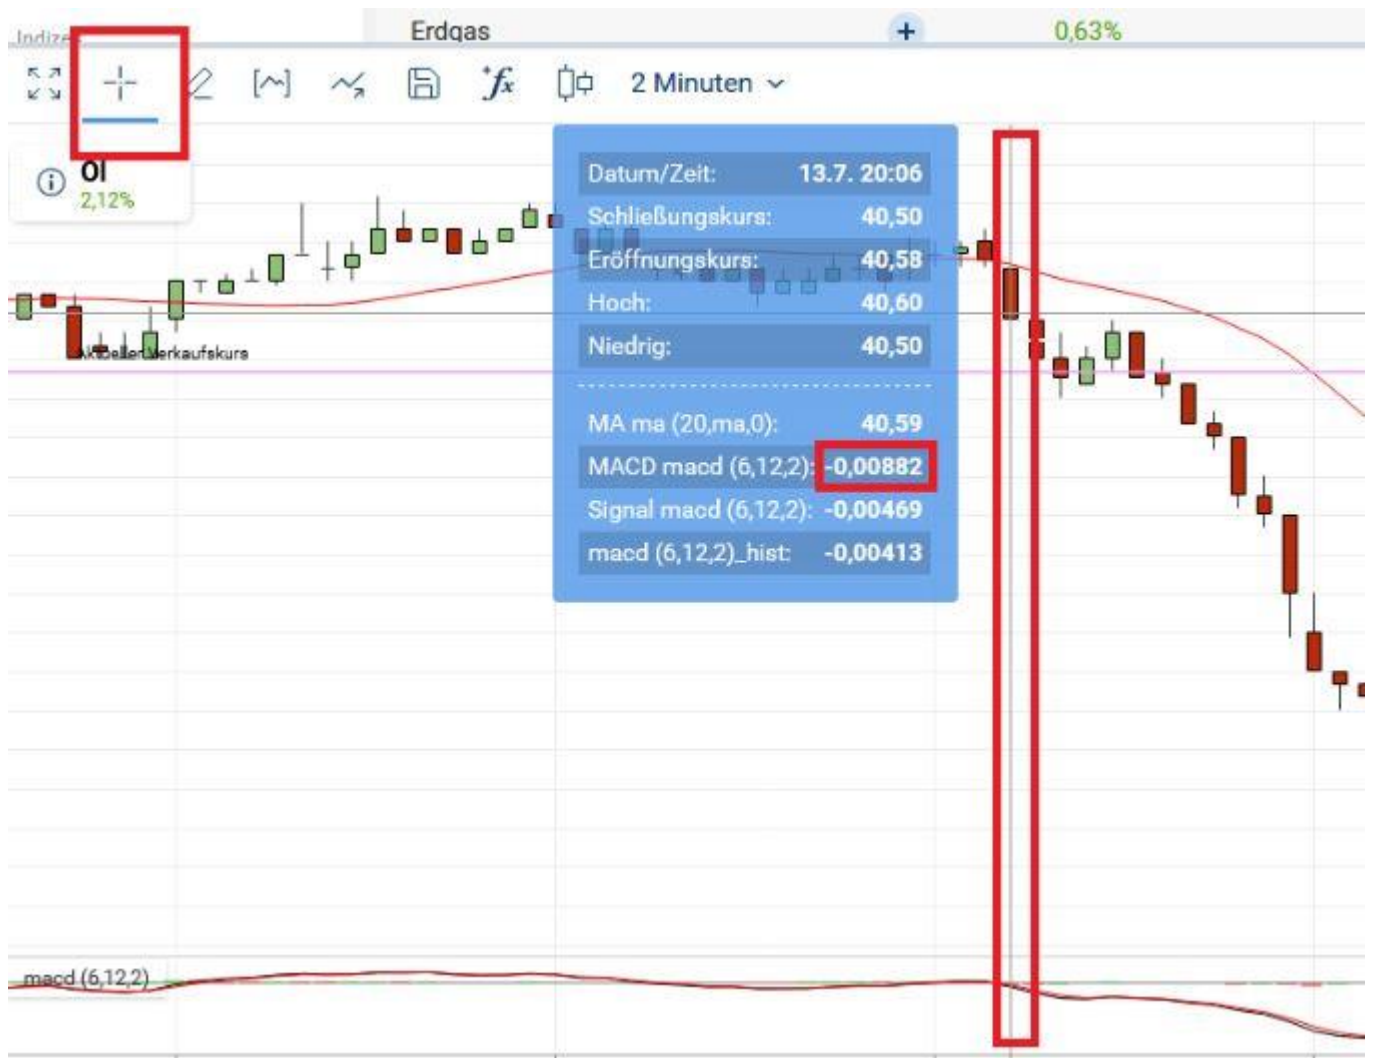 Indizes
Erdgas + 0,63%
fx 2 Minuten
Öl
2,12%
Datum/Zeit: 13.7. 20:06
Schließungskurs: 40,50
Eröffnungskurs: 40,58
Hoch: 40,60
Niedrig: 40,50
Aktueller Verkaufskurs
MA ma (20,ma,0): 40,59
MACD macd (6,12,2): -0,00882
Signal macd (6,12,2): -0,00469
macd (6,12,2)_hist: -0,00413
macd (6,12,2)